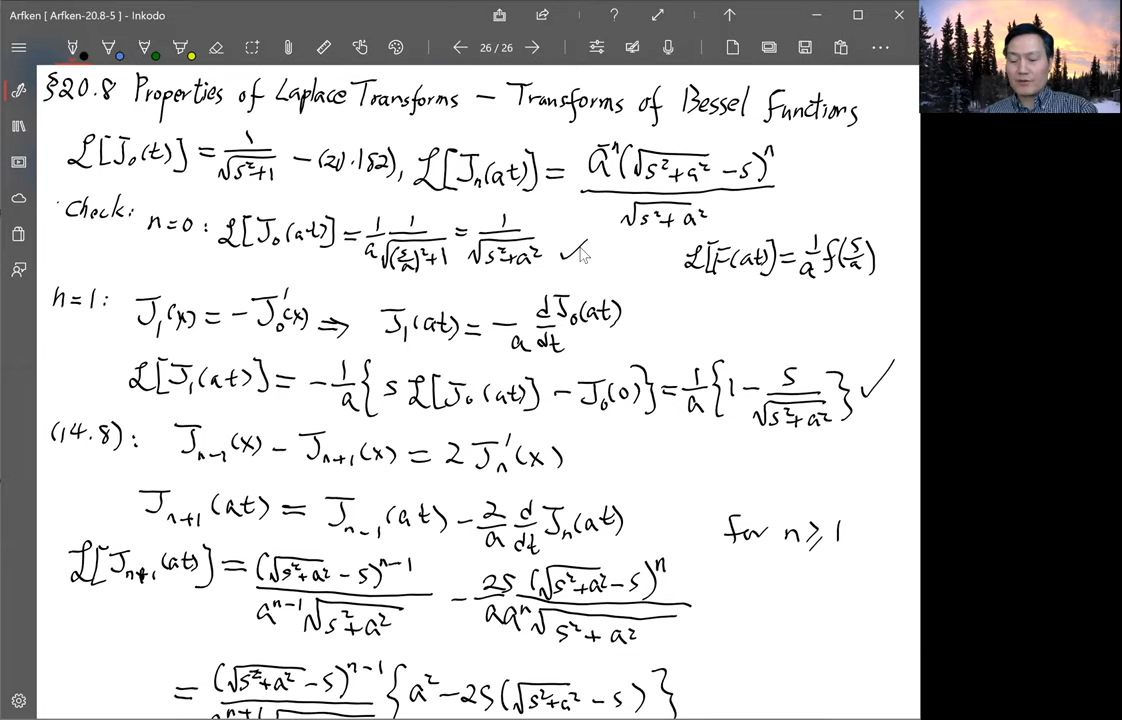 Arfken [ Arfken-20.8-5 ] - Inkodo
26 / 26
§20.8 Properties of Laplace Transforms – Transforms of Bessel Functions
ℒ[J₀(t)] = 1/√(s²+1) – (20.182), ℒ[Jₙ(at)] = a⁻ⁿ(√(s²+a²) – s)ⁿ / √(s²+a²)
Check: n=0: ℒ[J₀(at)] = (1/a) 1/√((s/a)²+1) = 1/√(s²+a²) ✓
ℒ[F(at)] = (1/a) f(s/a)
n=1: J₁(x) = –J₀'(x) ⇒ J₁(at) = – dJ₀(at)/(a dt)
ℒ[J₁(at)] = –(1/a){s ℒ[J₀(at)] – J₀(0)} = (1/a){1 – s/√(s²+a²)} ✓
(14.8): Jₙ₋₁(x) – Jₙ₊₁(x) = 2Jₙ'(x)
Jₙ₊₁(at) = Jₙ₋₁(at) – (2/a) (d/dt) Jₙ(at) for n ≥ 1
ℒ[Jₙ₊₁(at)] = (√(s²+a²) – s)ⁿ⁻¹ / (aⁿ⁻¹√(s²+a²)) – 2s(√(s²+a²) – s)ⁿ / (a aⁿ√(s²+a²))
= (√(s²+a²) – s)ⁿ⁻¹ / (aⁿ⁺¹√ {a² – 2s(√(s²+a²) – s)}